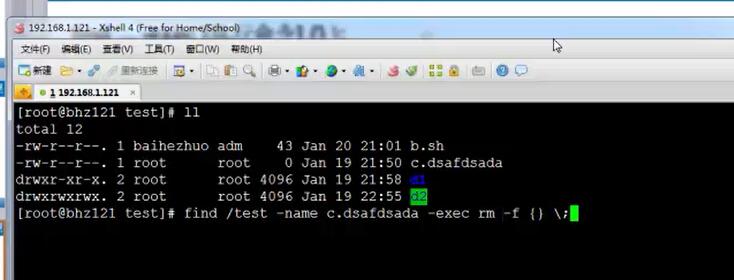 192.168.1.121 - Xshell 4 (Free for Home/School)
文件(F) 编辑(E) 查看(V) 工具(T) 窗口(W) 帮助(H)
新建 重新连接
1 192.168.1.121
[root@bhz121 test]# ll
total 12
-rw-r--r--. 1 baihezhuo adm 43 Jan 20 21:01 b.sh
-rw-r--r--. 1 root root 0 Jan 19 21:50 c.dsafdsada
drwxr-xr-x. 2 root root 4096 Jan 19 21:58 d1
drwxrwxrwx. 2 root root 4096 Jan 19 22:55 d2
[root@bhz121 test]# find /test -name c.dsafdsada -exec rm -f {} \;